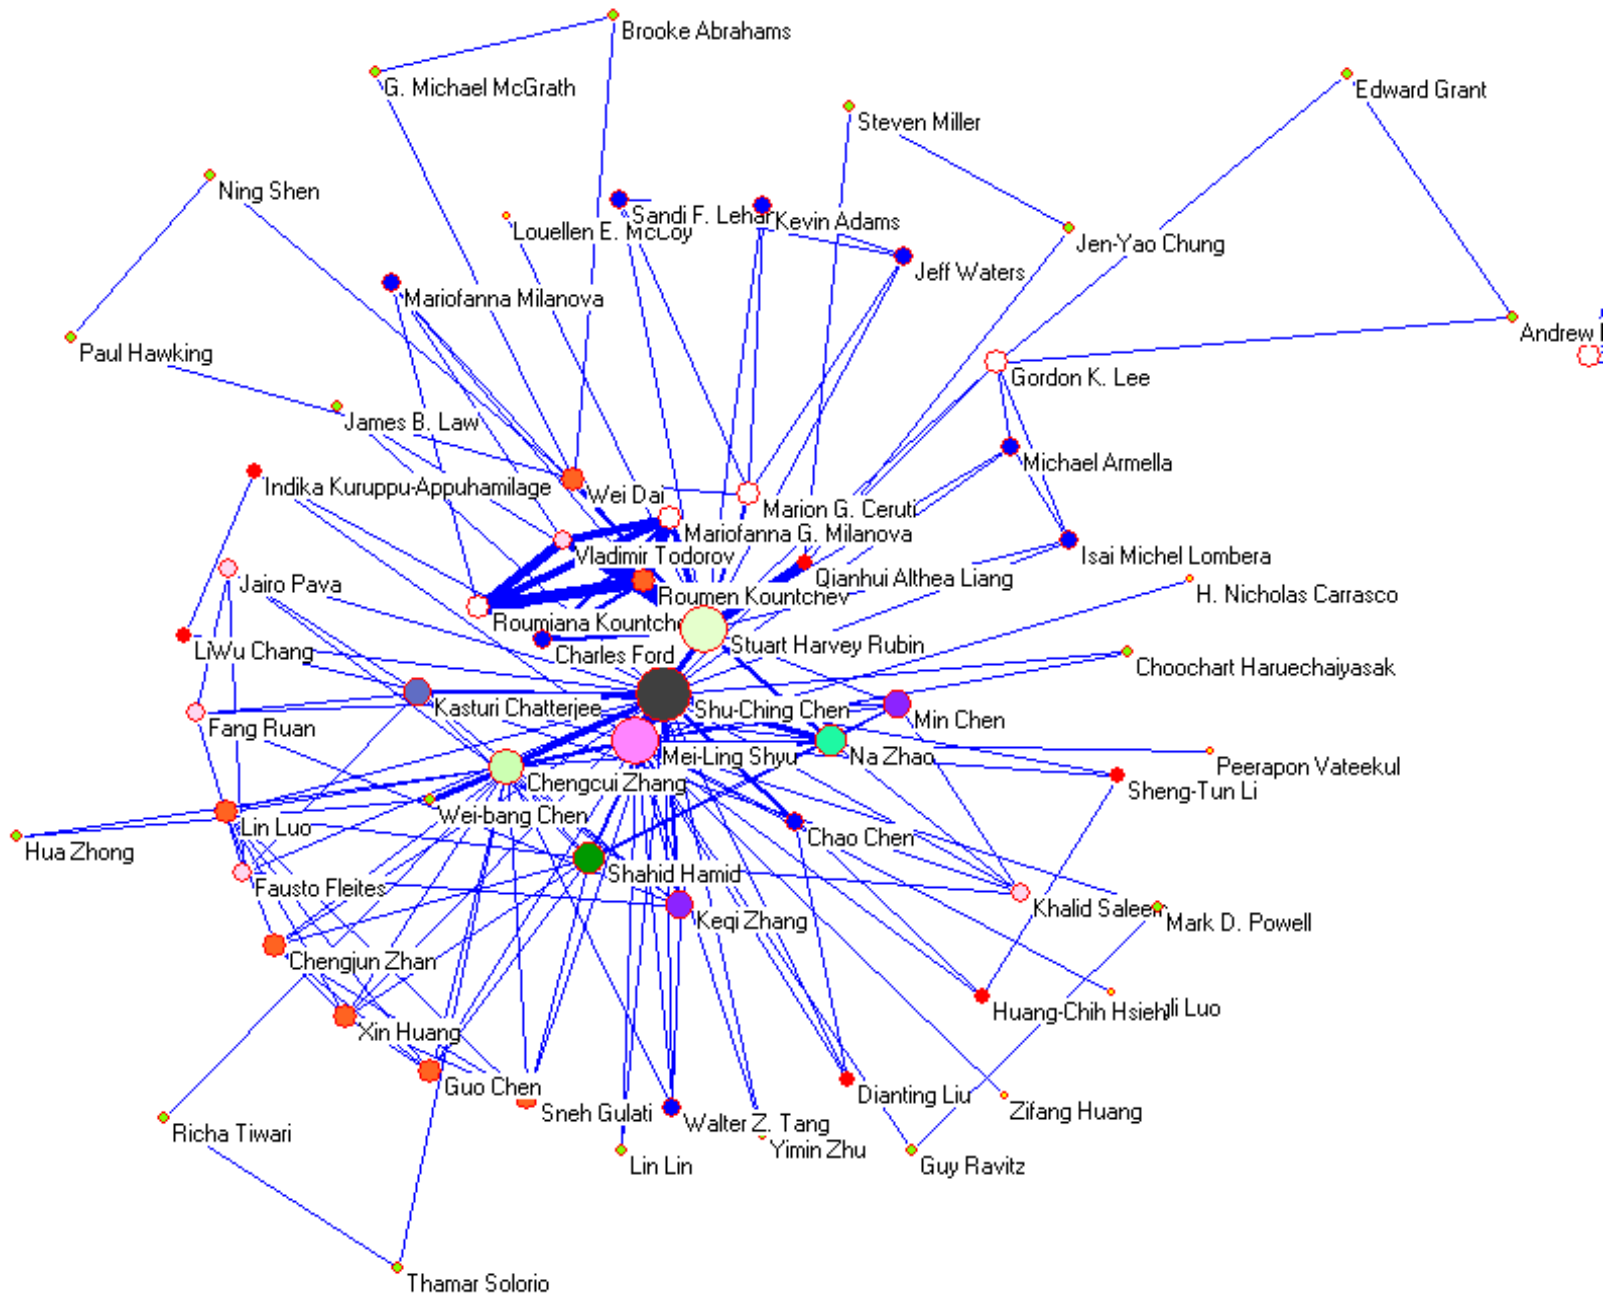 Brooke Abrahams
G. Michael McGrath
Edward Grant
Steven Miller
Ning Shen
Sandi F. Lehar
Kevin Adams
Louellen E. McCoy
Jen-Yao Chung
Jeff Waters
Mariofanna Milanova
Andrew
Paul Hawking
Gordon K. Lee
James B. Law
Michael Armella
Indika Kuruppu-Appuhamilage
Wei Dai
Marion G. Ceruti
Mariofanna G. Milanova
Vladimir Todorov
Isai Michel Lombera
Qianhui Althea Liang
Jairo Pava
Roumen Kountchev
H. Nicholas Carrasco
Roumiana Kountche
Stuart Harvey Rubin
LiWu Chang
Charles Ford
Choochart Haruechaiyasak
Kasturi Chatterjee
Shu-Ching Chen
Min Chen
Fang Ruan
Mei-Ling Shyu
Na Zhao
Peerapon Vateekul
Chengcui Zhang
Sheng-Tun Li
Wei-bang Chen
Lin Luo
Chao Chen
Hua Zhong
Shahid Hamid
Fausto Fleites
Khalid Saleem
Keqi Zhang
Mark D. Powell
Chengjun Zhan
Huang-Chih Hsieh
Luo
Xin Huang
Guo Chen
Dianting Liu
Zifang Huang
Sneh Gulati
Walter Z. Tang
Richa Tiwari
Yimin Zhu
Lin Lin
Guy Ravitz
Thamar Solorio